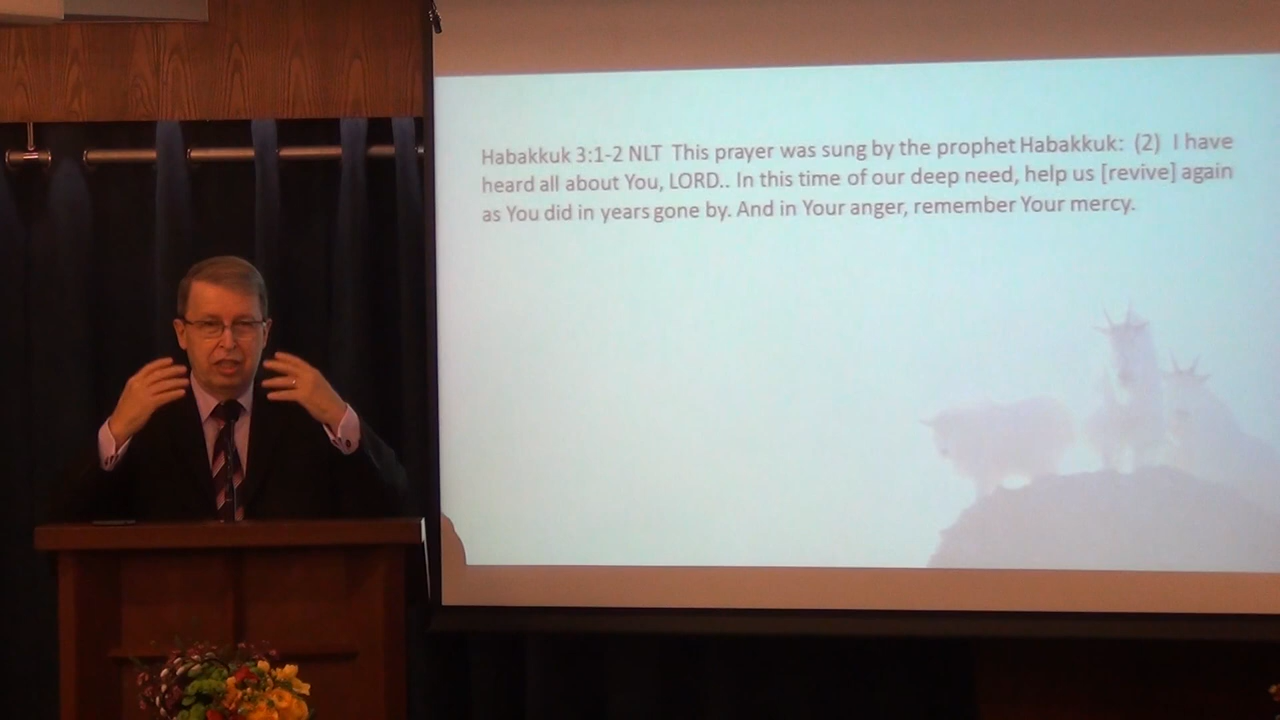 Habakkuk 3:1-2 NLT This prayer was sung by the prophet Habakkuk: (2) I have
heard all about You, LORD.. In this time of our deep need, help us [revive] again
as You did in years gone by. And in Your anger, remember Your mercy.